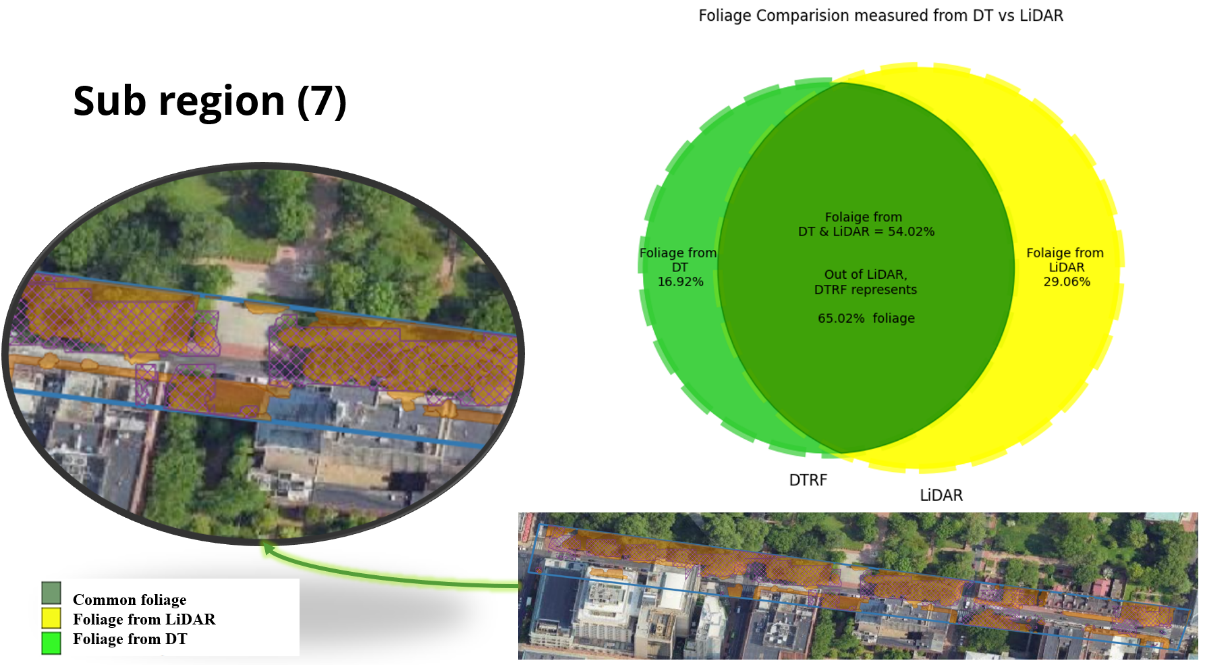 Foliage Comparision measured from DT vs LiDAR
Sub region (7)
Folaige from
DT & LiDAR = 54.02%
Foliage from
DT
16.92%
Folaige from
LiDAR
29.06%
Out of LiDAR,
DTRF represents
65.02% foliage
DTRF
LiDAR
Common foliage
Foliage from LiDAR
Foliage from DT